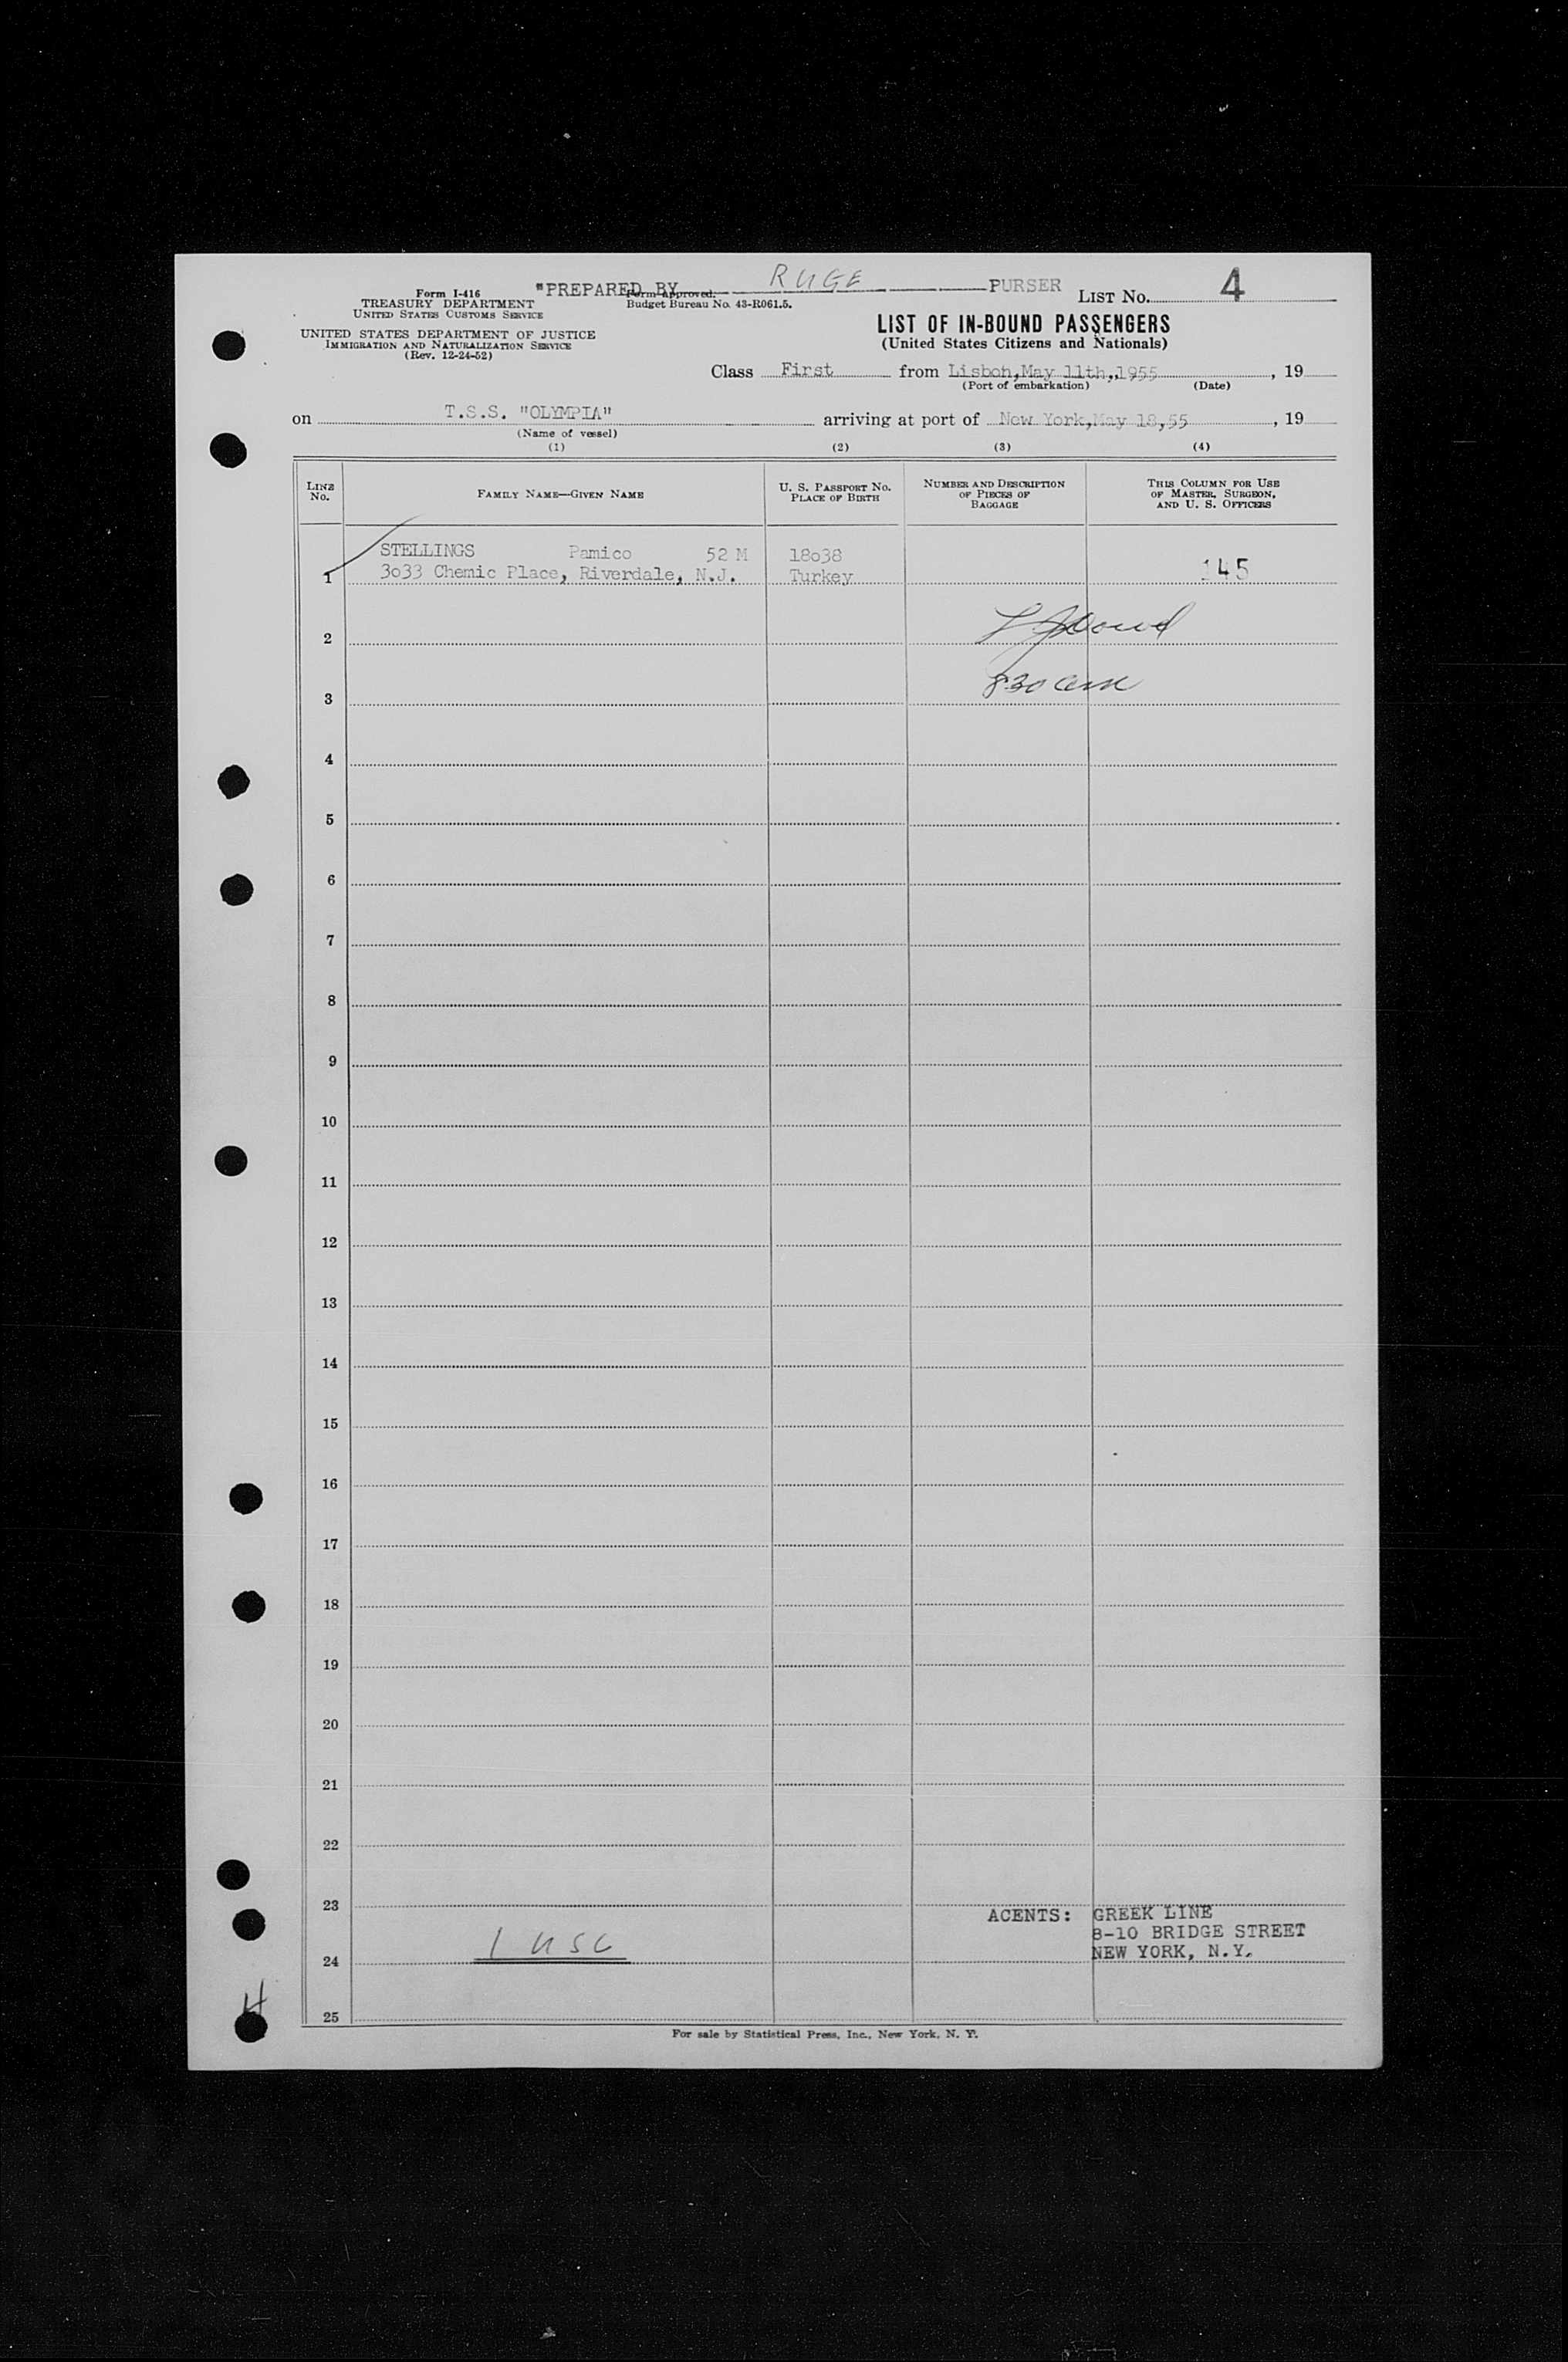 Form I-416
TREASURY DEPARTMENT
UNITED STATES CUSTOMS SERVICE
UNITED STATES DEPARTMENT OF JUSTICE
IMMIGRATION AND NATURALIZATION SERVICE
(Rev. 12-24-52)
"PREPARED BY RUGE PURSER
Form approved.
Budget Bureau No. 43-R061.5.
LIST NO. 4
LIST OF IN-BOUND PASSENGERS
(United States Citizens and Nationals)
Class First from Lisbon, May 11th., 1955, 19
(Port of embarkation) (Date)
on T.S.S. "OLYMPIA" arriving at port of New York, May 18, 55, 19
(Name of vessel)
(1) (2) (3) (4)
LINE NO.
FAMILY NAME—GIVEN NAME
U. S. PASSPORT NO.
PLACE OF BIRTH
NUMBER AND DESCRIPTION
OF PIECES OF
BAGGAGE
THIS COLUMN FOR USE
OF MASTER, SURGEON,
AND U. S. OFFICERS
STELLINGS Pamico 52 M 18038
1 3033 Chemic Place, Riverdale, N.J. Turkey 145
2
830 am
3
4
5
6
7
8
9
10
11
12
13
14
15
16
17
18
19
20
21
22
23
ACENTS: GREEK LINE
8-10 BRIDGE STREET
1 USC
NEW YORK, N.Y.
24
25
For sale by Statistical Press, Inc., New York, N. Y.